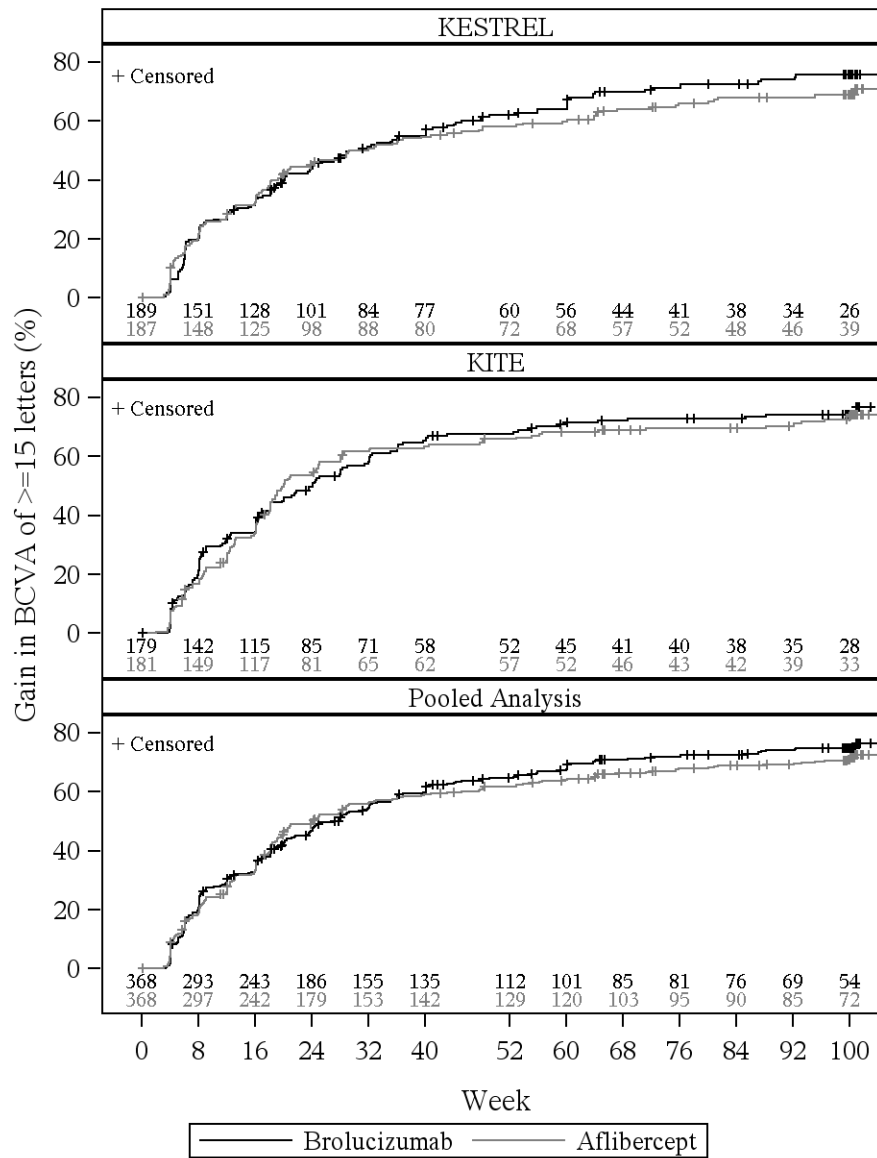 KESTREL
+ Censored
80
60
40
20
0
189 151 128 101 84 77 60 56 44 41 38 34 26
187 148 125 98 88 80 72 68 57 52 48 46 39
KITE
+ Censored
80
60
40
20
0
179 142 115 85 71 58 52 45 41 40 38 35 28
181 149 117 81 65 62 57 52 46 43 42 39 33
Gain in BCVA of >=15 letters (%)
Pooled Analysis
+ Censored
80
60
40
20
0
368 293 243 186 155 135 112 101 85 81 76 69 54
368 297 242 179 153 142 129 120 103 95 90 85 72
0 8 16 24 32 40 52 60 68 76 84 92 100
Week
Brolucizumab Aflibercept